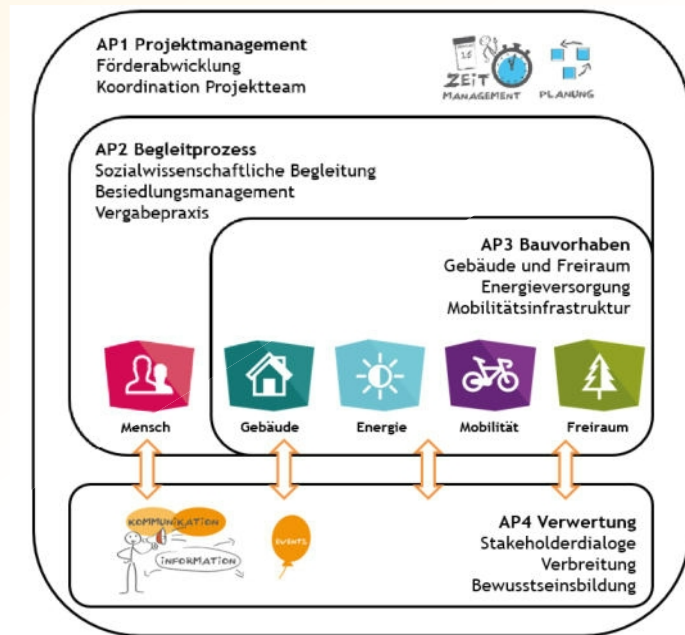 AP1 Projektmanagement
Förderabwicklung
Koordination Projektteam
16
ZEiT
MANAGEMENT
PLANUNG
AP2 Begleitprozess
Sozialwissenschaftliche Begleitung
Besiedlungsmanagement
Vergabepraxis
AP3 Bauvorhaben
Gebäude und Freiraum
Energieversorgung
Mobilitätsinfrastruktur
Mensch
Gebäude
Energie
Mobilität
Freiraum
KOMMUNIKATION
INFORMATION
EVENTS
AP4 Verwertung
Stakeholderdialoge
Verbreitung
Bewusstseinsbildung